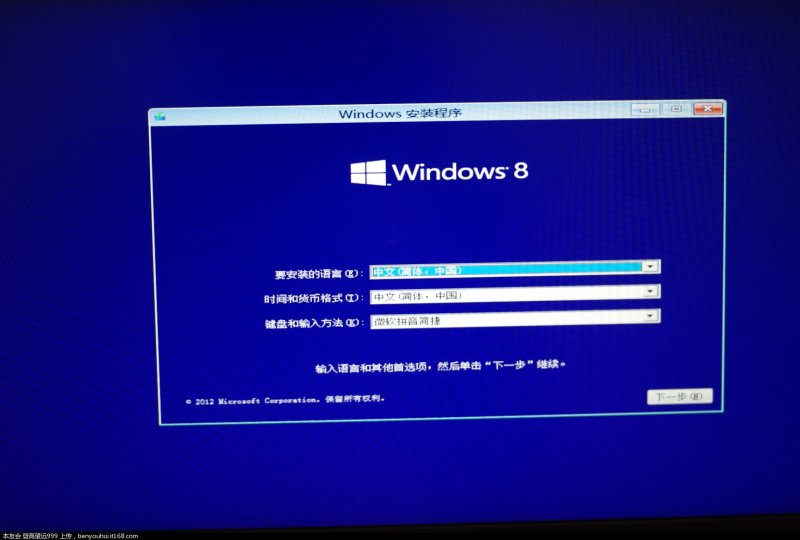 Windows 安装程序
Windows 8
要安装的语言(E): 中文(简体，中国)
时间和货币格式(T): 中文(简体，中国)
键盘和输入方法(K): 微软拼音简捷
输入语言和其他首选项，然后单击“下一步”继续。
© 2012 Microsoft Corporation。保留所有权利。
下一步(N)
本友会 登高望远999 上传，benyouhui.it168.com